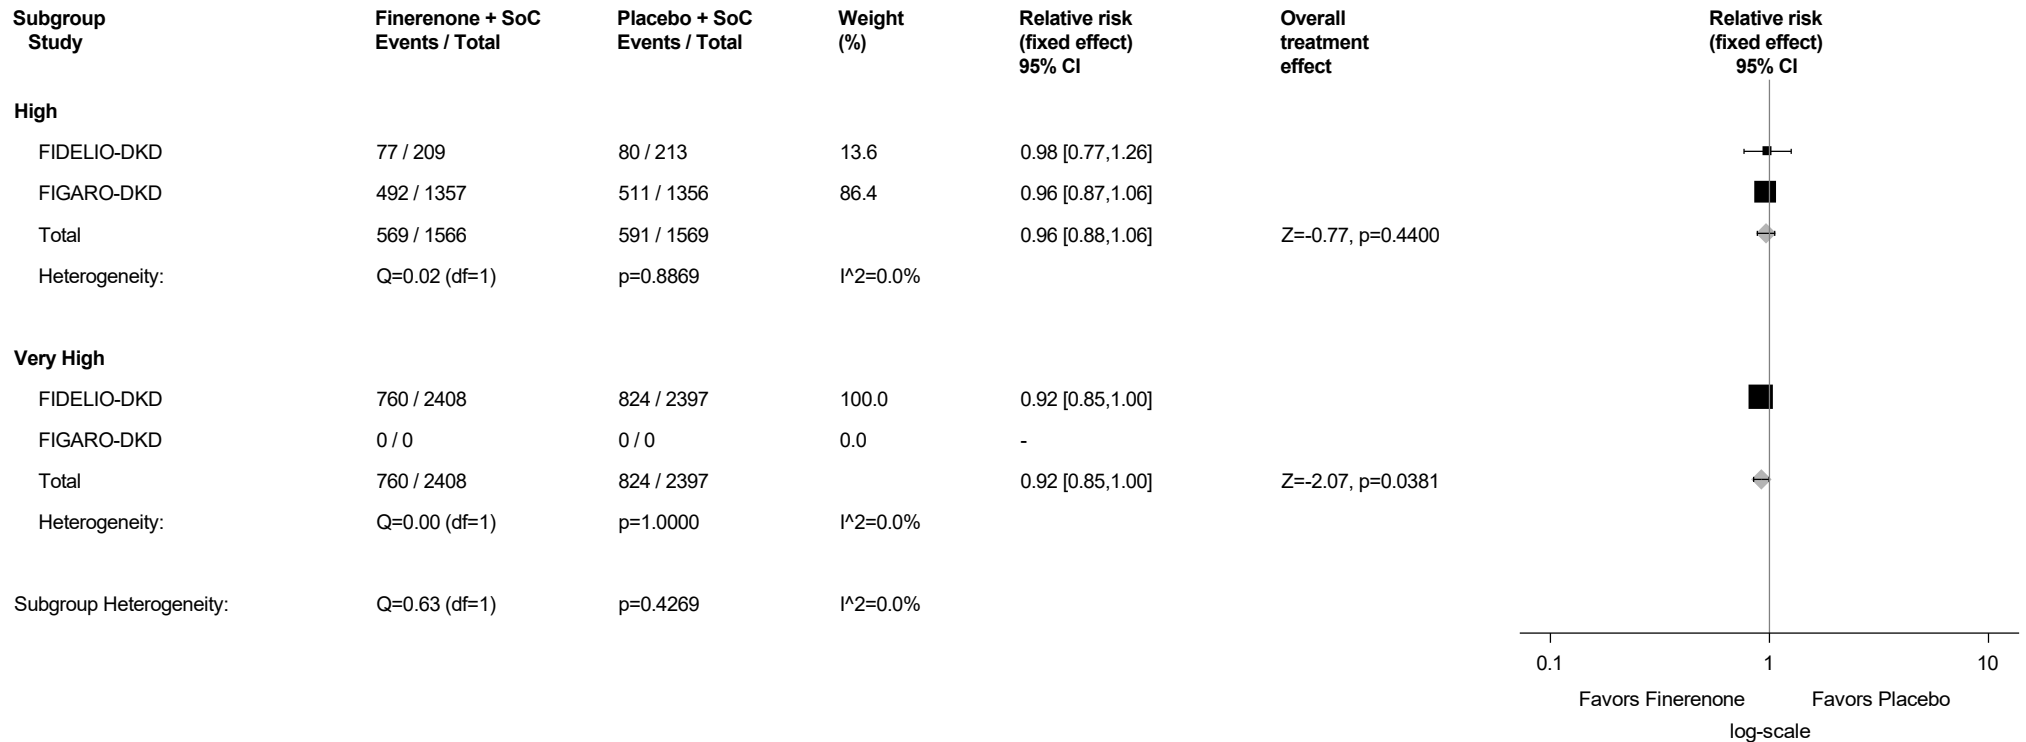 Subgroup Finerenone + SoC Placebo + SoC Weight Relative risk Overall Relative risk
Study Events / Total Events / Total (%) (fixed effect) treatment (fixed effect)
95% CI effect 95% CI
High
FIDELIO-DKD 77 / 209 80 / 213 13.6 0.98 [0.77,1.26]
FIGARO-DKD 492 / 1357 511 / 1356 86.4 0.96 [0.87,1.06]
Total 569 / 1566 591 / 1569 0.96 [0.88,1.06] Z=-0.77, p=0.4400
Heterogeneity: Q=0.02 (df=1) p=0.8869 I^2=0.0%
Very High
FIDELIO-DKD 760 / 2408 824 / 2397 100.0 0.92 [0.85,1.00]
FIGARO-DKD 0 / 0 0 / 0 0.0 -
Total 760 / 2408 824 / 2397 0.92 [0.85,1.00] Z=-2.07, p=0.0381
Heterogeneity: Q=0.00 (df=1) p=1.0000 I^2=0.0%
Subgroup Heterogeneity: Q=0.63 (df=1) p=0.4269 I^2=0.0%
0.1 1 10
Favors Finerenone Favors Placebo
log-scale